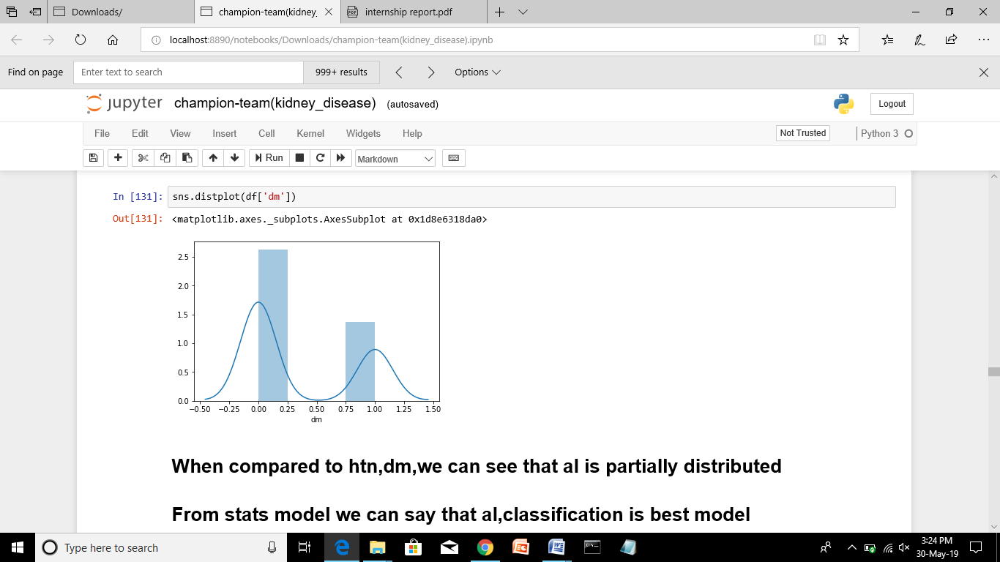 Downloads/
champion-team(kidney_
internship report.pdf
localhost:8890/notebooks/Downloads/champion-team(kidney_disease).ipynb
Find on page
Enter text to search
999+ results
Options
jupyter champion-team(kidney_disease) (autosaved)
Logout
File Edit View Insert Cell Kernel Widgets Help
Not Trusted
Python 3
Run
Markdown
In [131]: sns.distplot(df['dm'])
Out[131]: <matplotlib.axes._subplots.AxesSubplot at 0x1d8e6318da0>
2.5
2.0
1.5
1.0
0.5
0.0
−0.50 −0.25 0.00 0.25 0.50 0.75 1.00 1.25 1.50
dm
When compared to htn,dm,we can see that al is partially distributed
From stats model we can say that al,classification is best model
Type here to search
3:24 PM
30-May-19